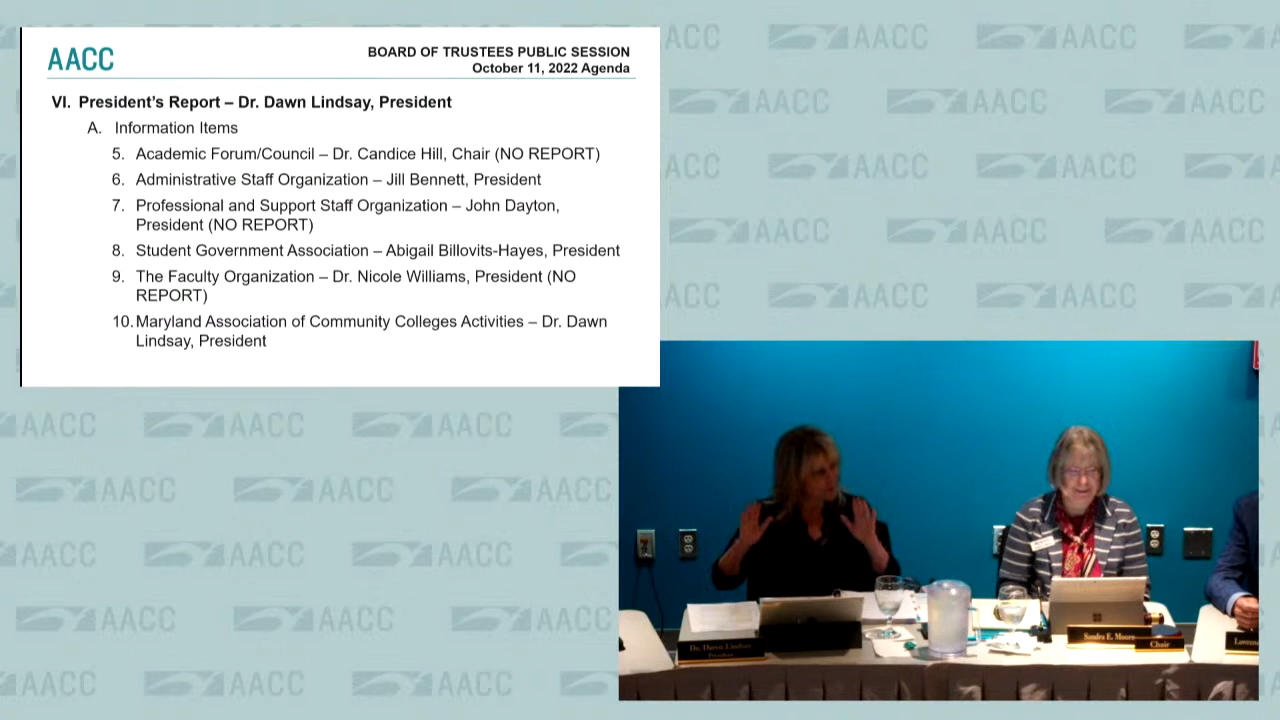 AACC
BOARD OF TRUSTEES PUBLIC SESSION
October 11, 2022 Agenda
VI. President's Report – Dr. Dawn Lindsay, President
A. Information Items
5. Academic Forum/Council – Dr. Candice Hill, Chair (NO REPORT)
6. Administrative Staff Organization – Jill Bennett, President
7. Professional and Support Staff Organization – John Dayton,
President (NO REPORT)
8. Student Government Association – Abigail Billovits-Hayes, President
9. The Faculty Organization – Dr. Nicole Williams, President (NO
REPORT)
10. Maryland Association of Community Colleges Activities – Dr. Dawn
Lindsay, President
Dr. Dawn Lindsay
President
Sandra E. Moore
Chair